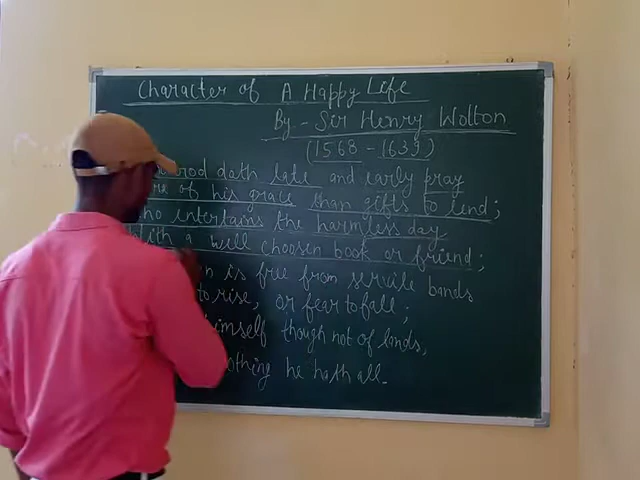 Character of A Happy Life
By - Sir Henry Wolton
(1568 - 1639)
God doth late and early pray
of his grace than gifts to lend;
entertains the harmless day
with a well choosen book or friend;
is free from servile bands
to rise, or fear to fall;
himself though not of lands,
nothing he hath all.